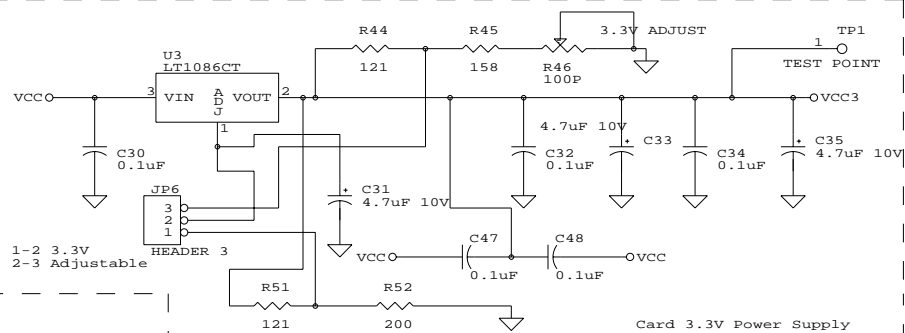 R44
R45
3.3V ADJUST
TP1
1
U3
LT1086CT
121
158
R46
100P
TEST POINT
VCC
3
VIN
ADJ
VOUT
2
VCC3
1
4.7uF 10V
C30
0.1uF
C32
0.1uF
C33
C34
0.1uF
C35
4.7uF 10V
JP6
3
2
1
HEADER 3
C31
4.7uF 10V
1-2 3.3V
2-3 Adjustable
C47
C48
VCC
VCC
0.1uF
0.1uF
R51
R52
121
200
Card 3.3V Power Supply